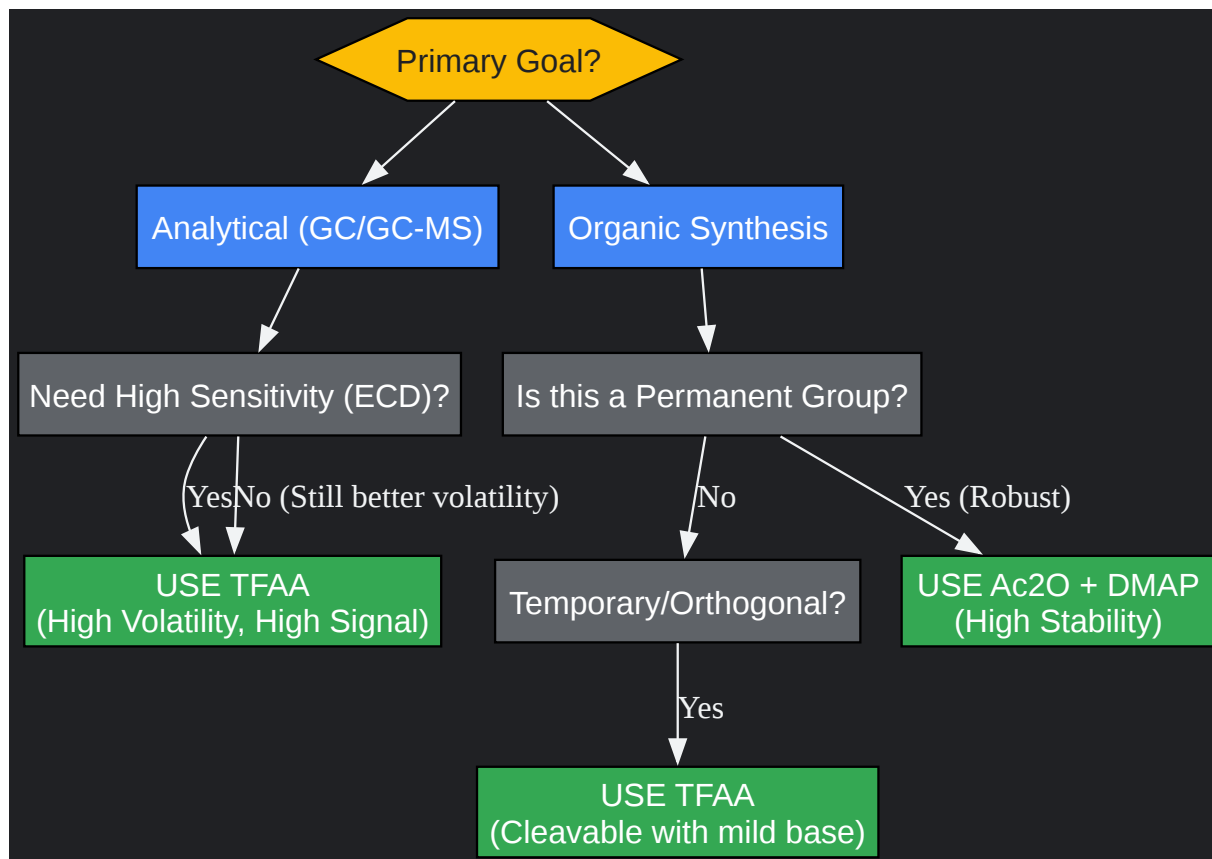 Primary Goal?
Analytical (GC/GC-MS)
Organic Synthesis
Need High Sensitivity (ECD)?
Is this a Permanent Group?
Yes
No (Still better volatility)
No
Yes (Robust)
USE TFAA
(High Volatility, High Signal)
Temporary/Orthogonal?
USE Ac2O + DMAP
(High Stability)
Yes
USE TFAA
(Cleavable with mild base)